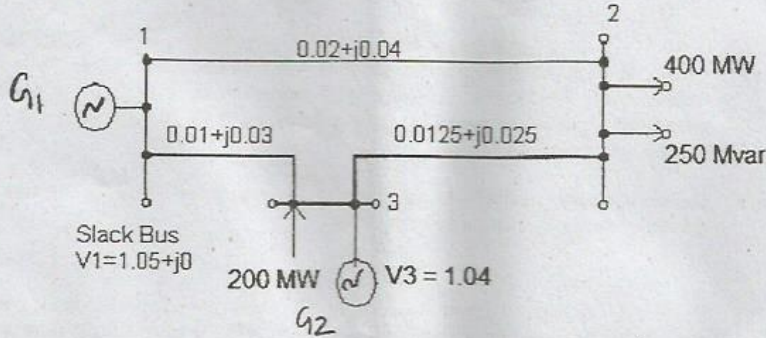 1
2
0.02+j0.04
400 MW
G1
0.01+j0.03
0.0125+j0.025
250 Mvar
3
Slack Bus
V1=1.05+j0
200 MW
V3 = 1.04
G2